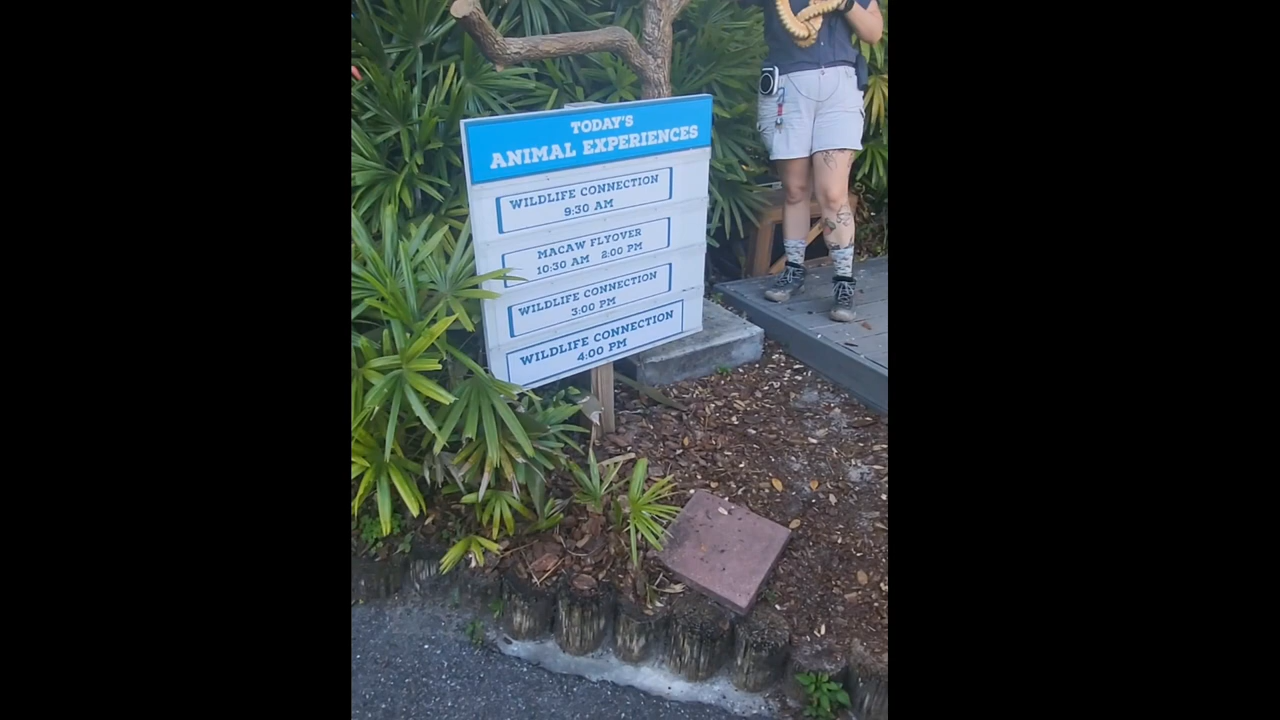 TODAY'S
ANIMAL EXPERIENCES
WILDLIFE CONNECTION
9:30 AM
MACAW FLYOVER
10:30 AM 2:00 PM
WILDLIFE CONNECTION
3:00 PM
WILDLIFE CONNECTION
4:00 PM